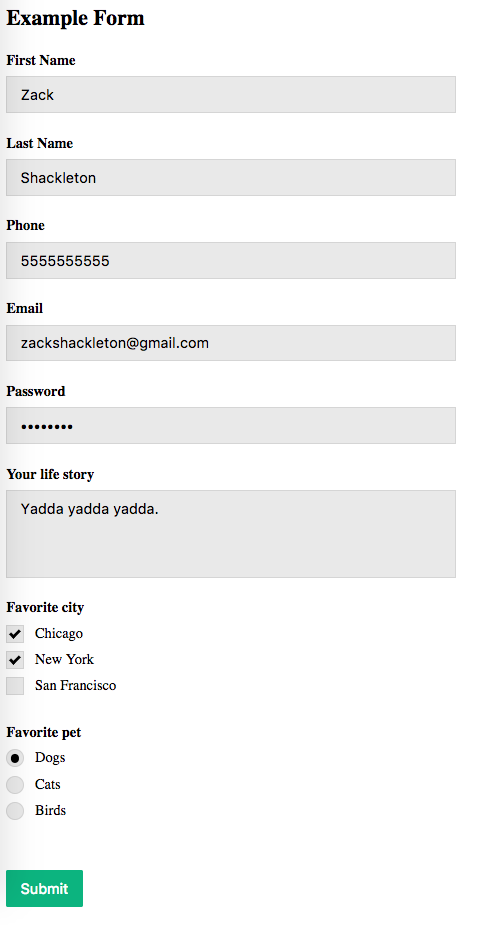 Example Form
First Name
Zack
Last Name
Shackleton
Phone
5555555555
Email
zackshackleton@gmail.com
Password
••••••••
Your life story
Yadda yadda yadda.
Favorite city
Chicago
New York
San Francisco
Favorite pet
Dogs
Cats
Birds
Submit